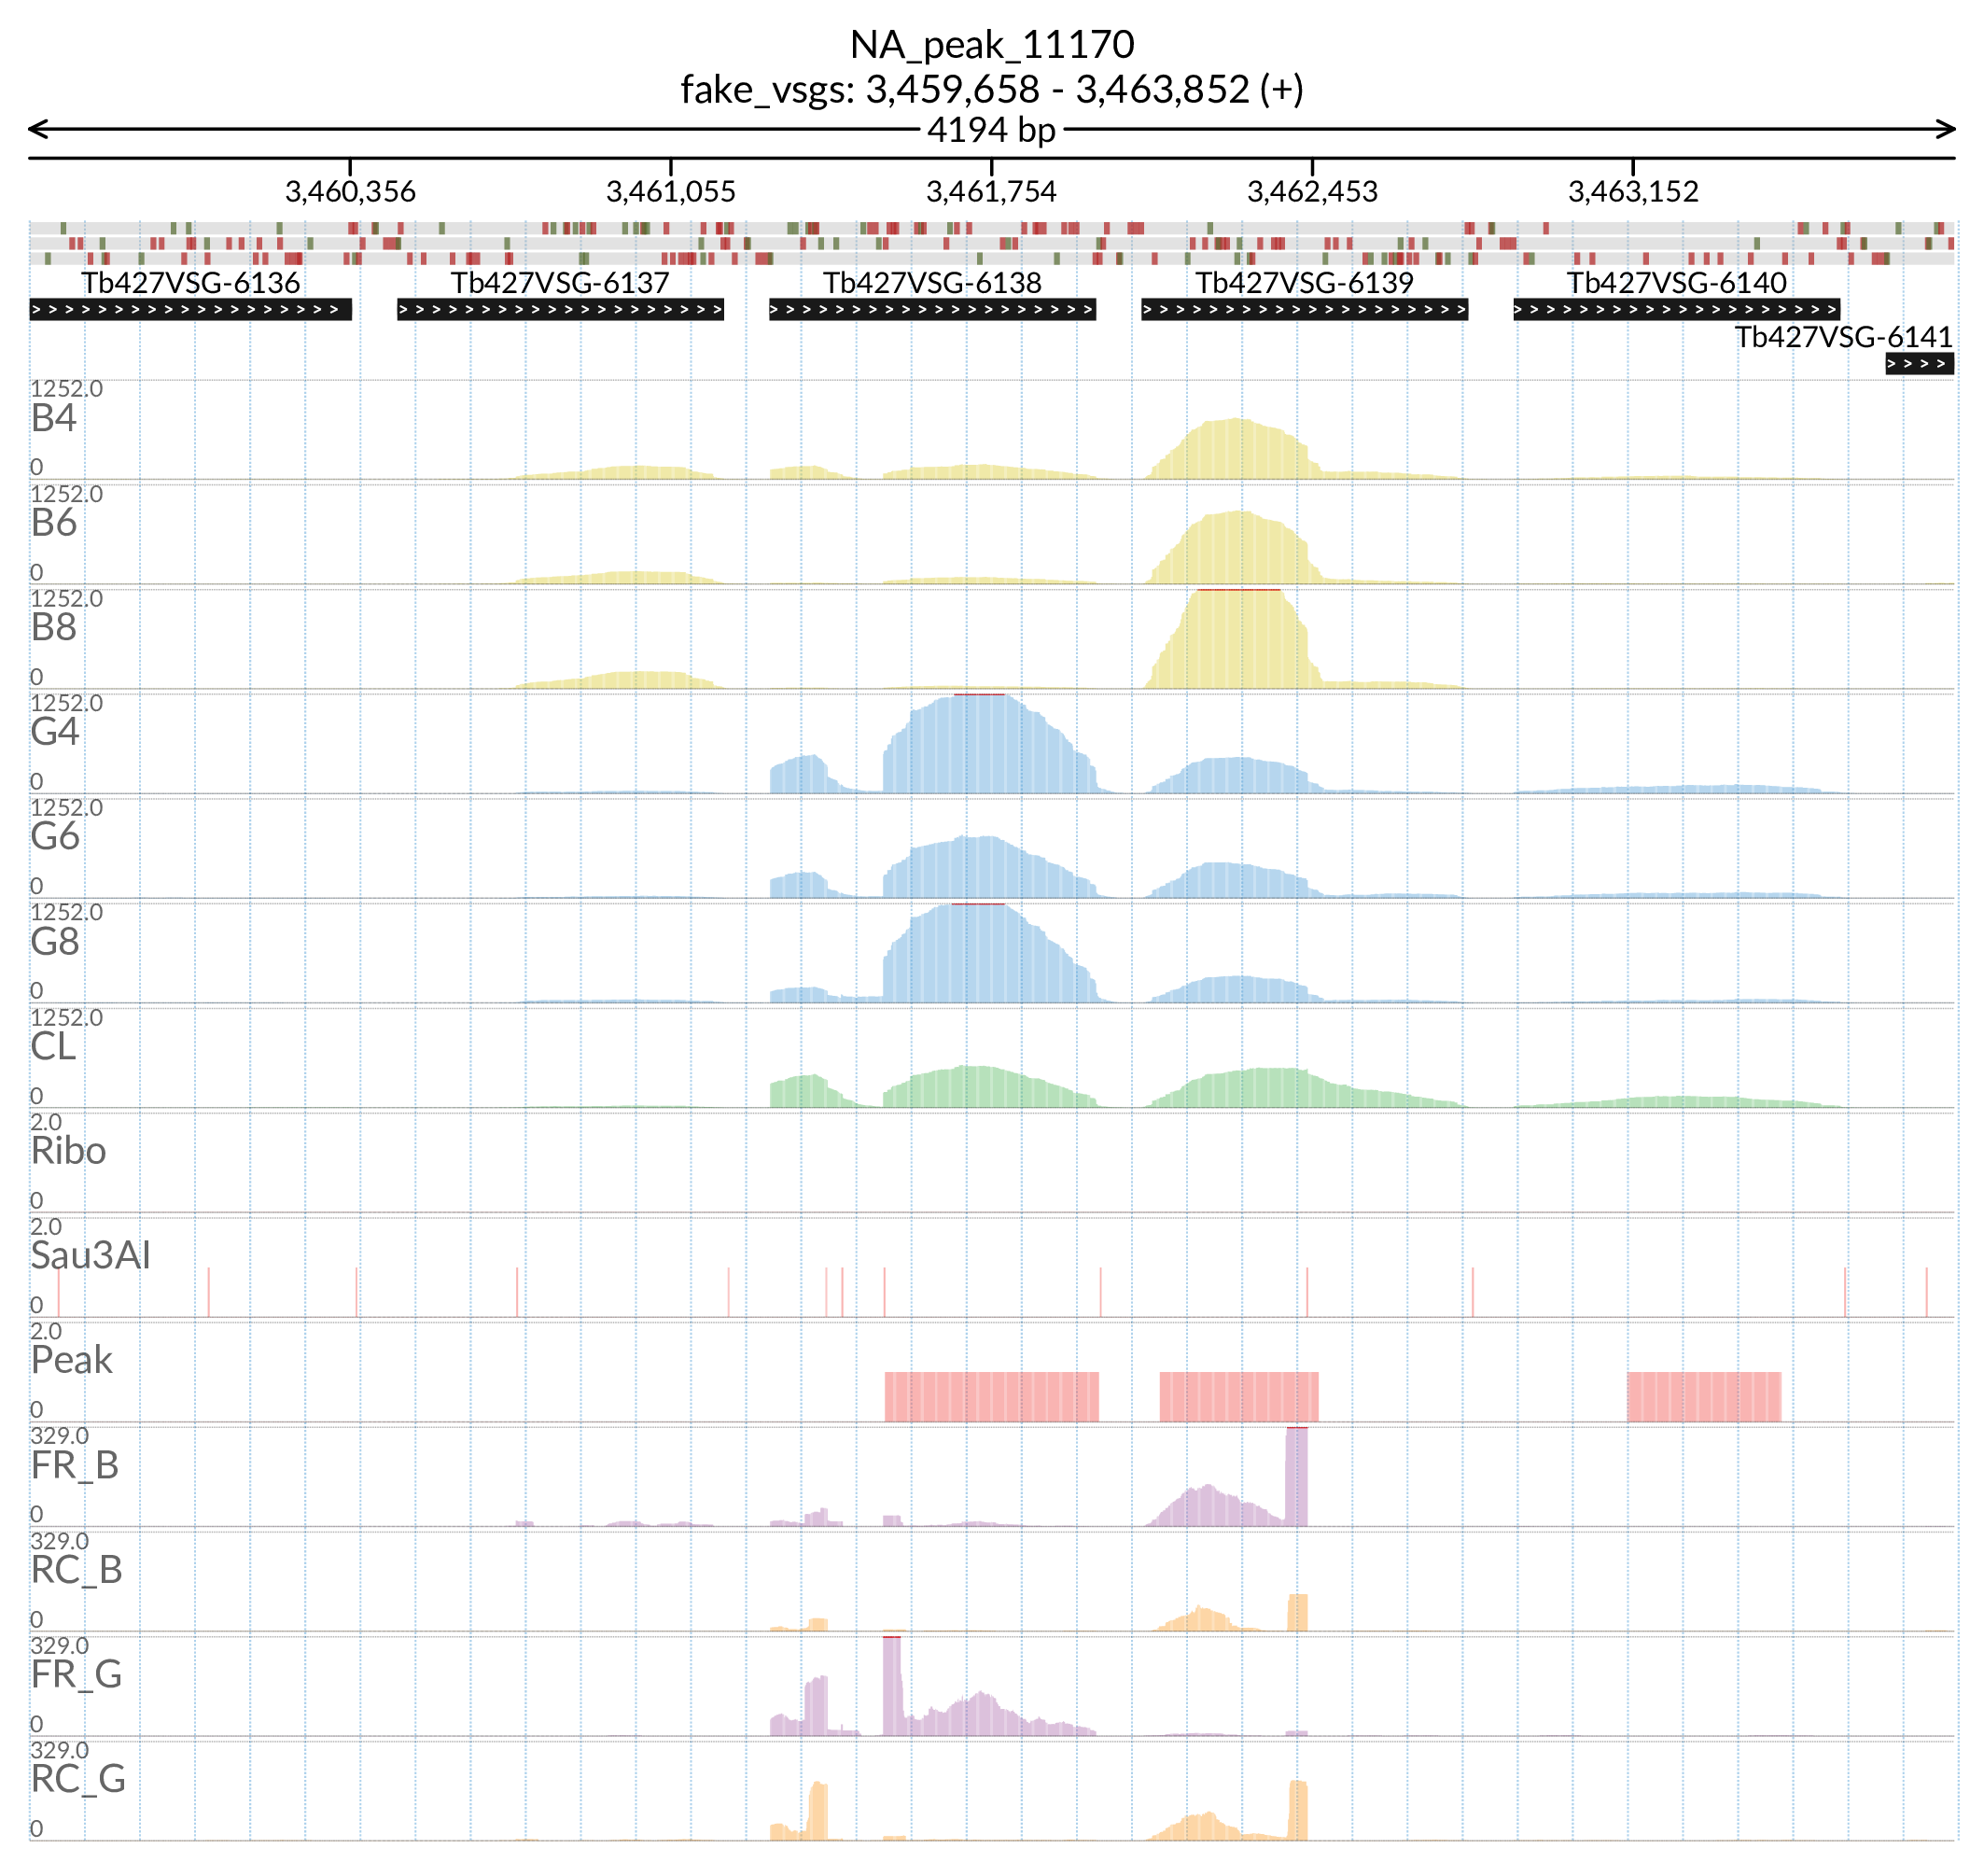 NA_peak_11170
fake_vsgs: 3,459,658 - 3,463,852 (+)
4194 bp
3,460,356 3,461,055 3,461,754 3,462,453 3,463,152
Tb427VSG-6136 Tb427VSG-6137 Tb427VSG-6138 Tb427VSG-6139 Tb427VSG-6140
Tb427VSG-6141
1252.0
B4
0
1252.0
B6
0
1252.0
B8
0
1252.0
G4
0
1252.0
G6
0
1252.0
G8
0
1252.0
CL
0
2.0
Ribo
0
2.0
Sau3AI
0
2.0
Peak
0
329.0
FR_B
0
329.0
RC_B
0
329.0
FR_G
0
329.0
RC_G
0